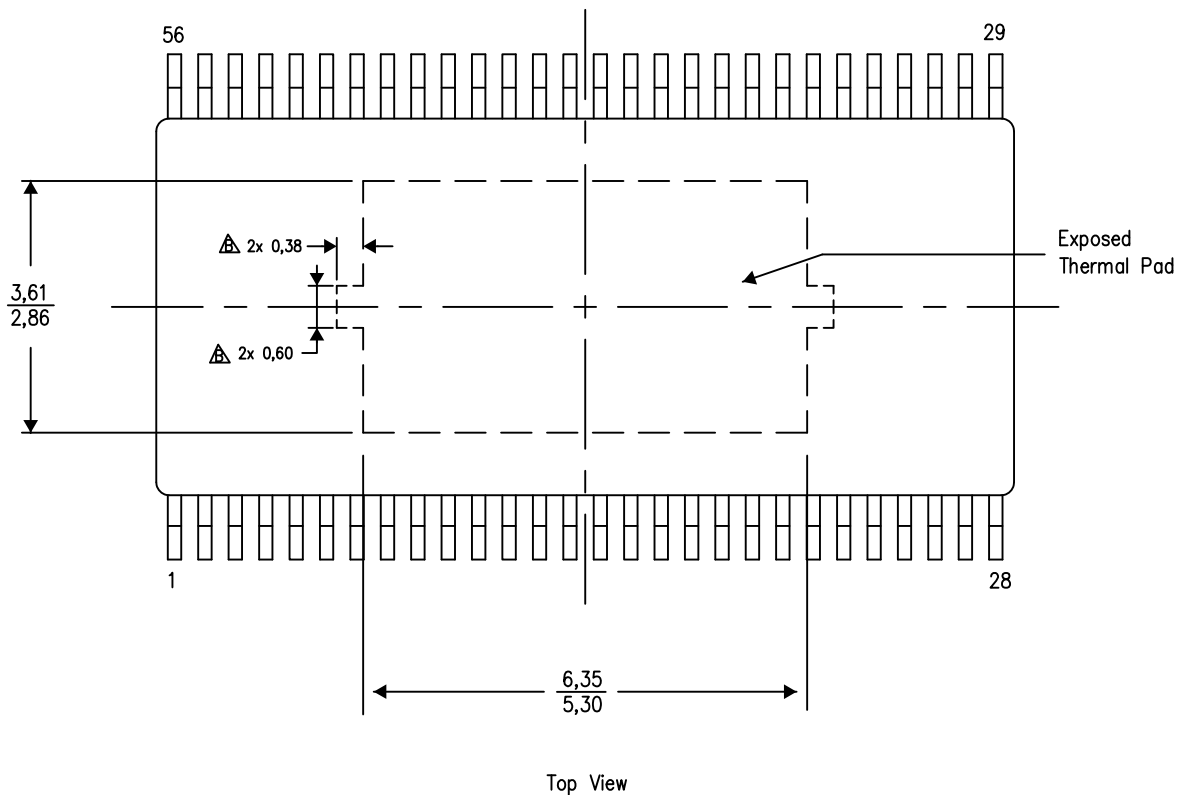 56
29
B 2x 0,38
Exposed
Thermal Pad
3,61
2,86
B 2x 0,60
1
28
6,35
5,30
Top View